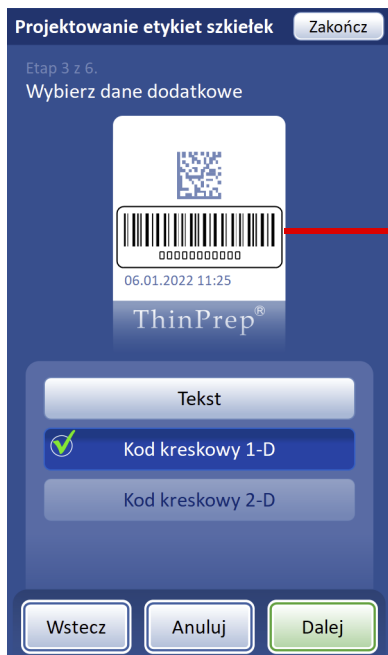 Projektowanie etykiet szkiełek
Zakończ
Etap 3 z 6.
Wybierz dane dodatkowe
00000000000
06.01.2022 11:25
ThinPrep®
Tekst
Kod kreskowy 1-D
Kod kreskowy 2-D
Wstecz
Anuluj
Dalej